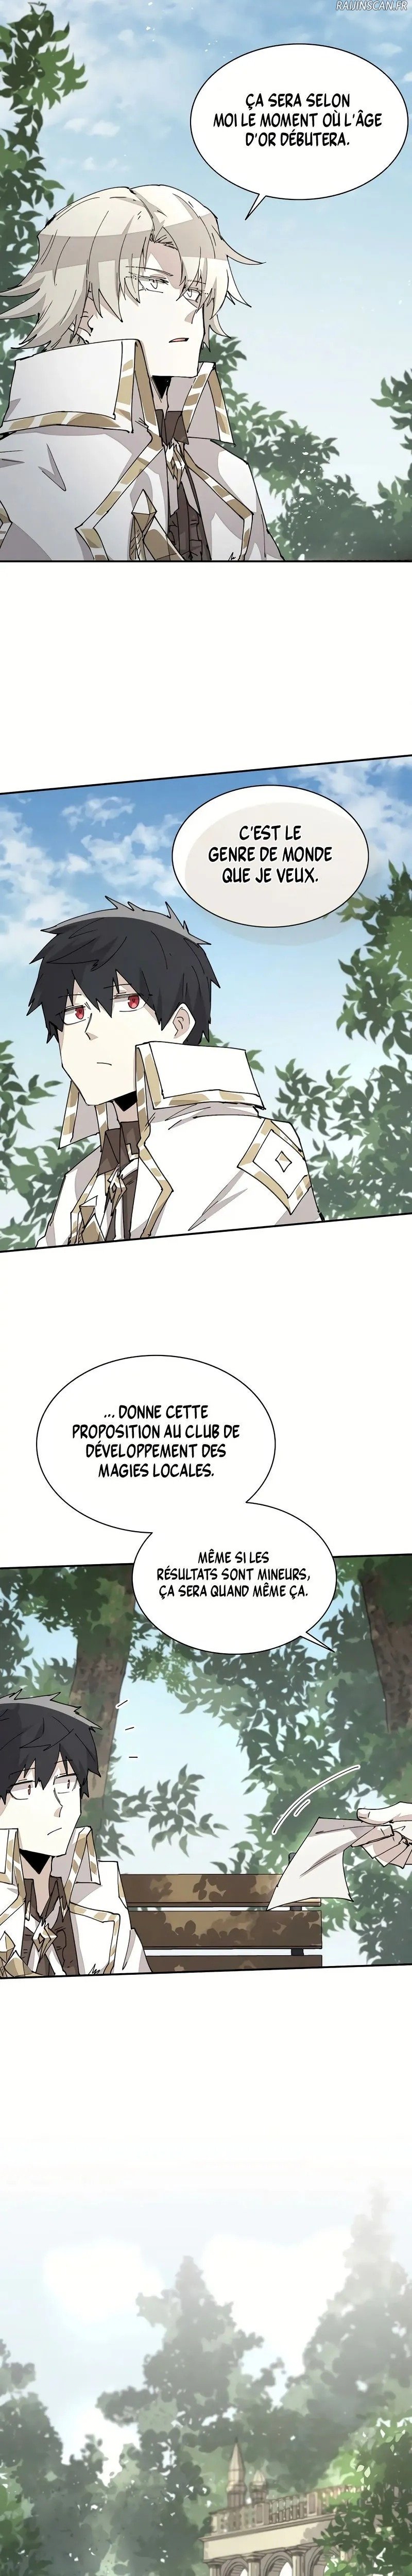 RAIJINSCAN.FR
ÇA SERA SELON
MOI LE MOMENT OÙ L'ÂGE
D'OR DÉBUTERA.
C'EST LE
GENRE DE MONDE
QUE JE VEUX.
... DONNE CETTE
PROPOSITION AU CLUB DE
DÉVELOPPEMENT DES
MAGIES LOCALES.
MÊME SI LES
RÉSULTATS SONT MINEURS,
ÇA SERA QUAND MÊME ÇA.